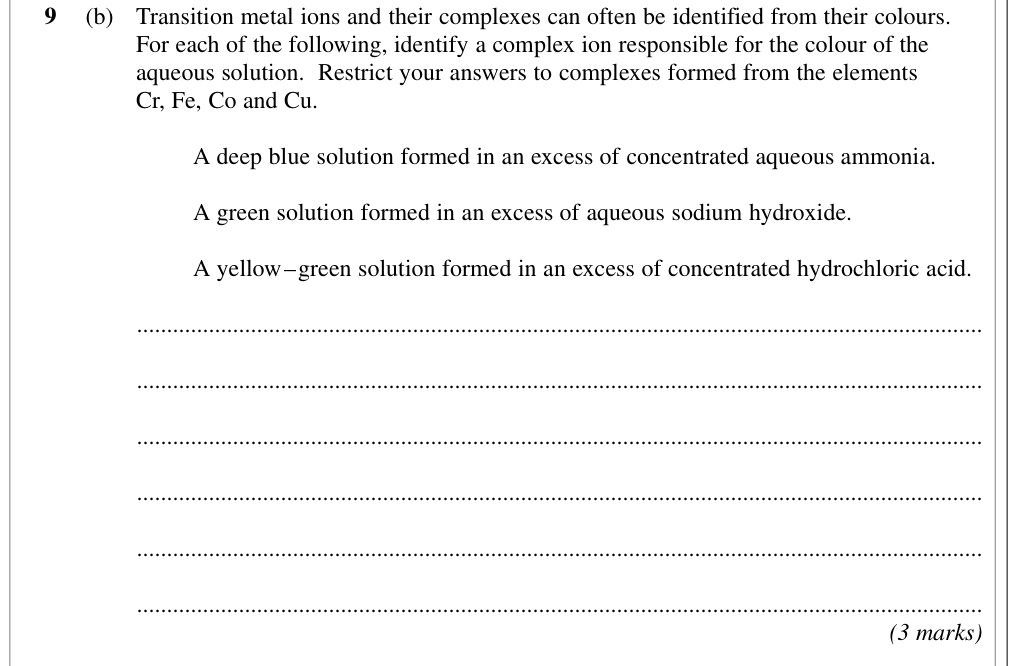 9 (b) Transition metal ions and their complexes can often be identified from their colours.
For each of the following, identify a complex ion responsible for the colour of the
aqueous solution. Restrict your answers to complexes formed from the elements
Cr, Fe, Co and Cu.
A deep blue solution formed in an excess of concentrated aqueous ammonia.
A green solution formed in an excess of aqueous sodium hydroxide.
A yellow–green solution formed in an excess of concentrated hydrochloric acid.
(3 marks)